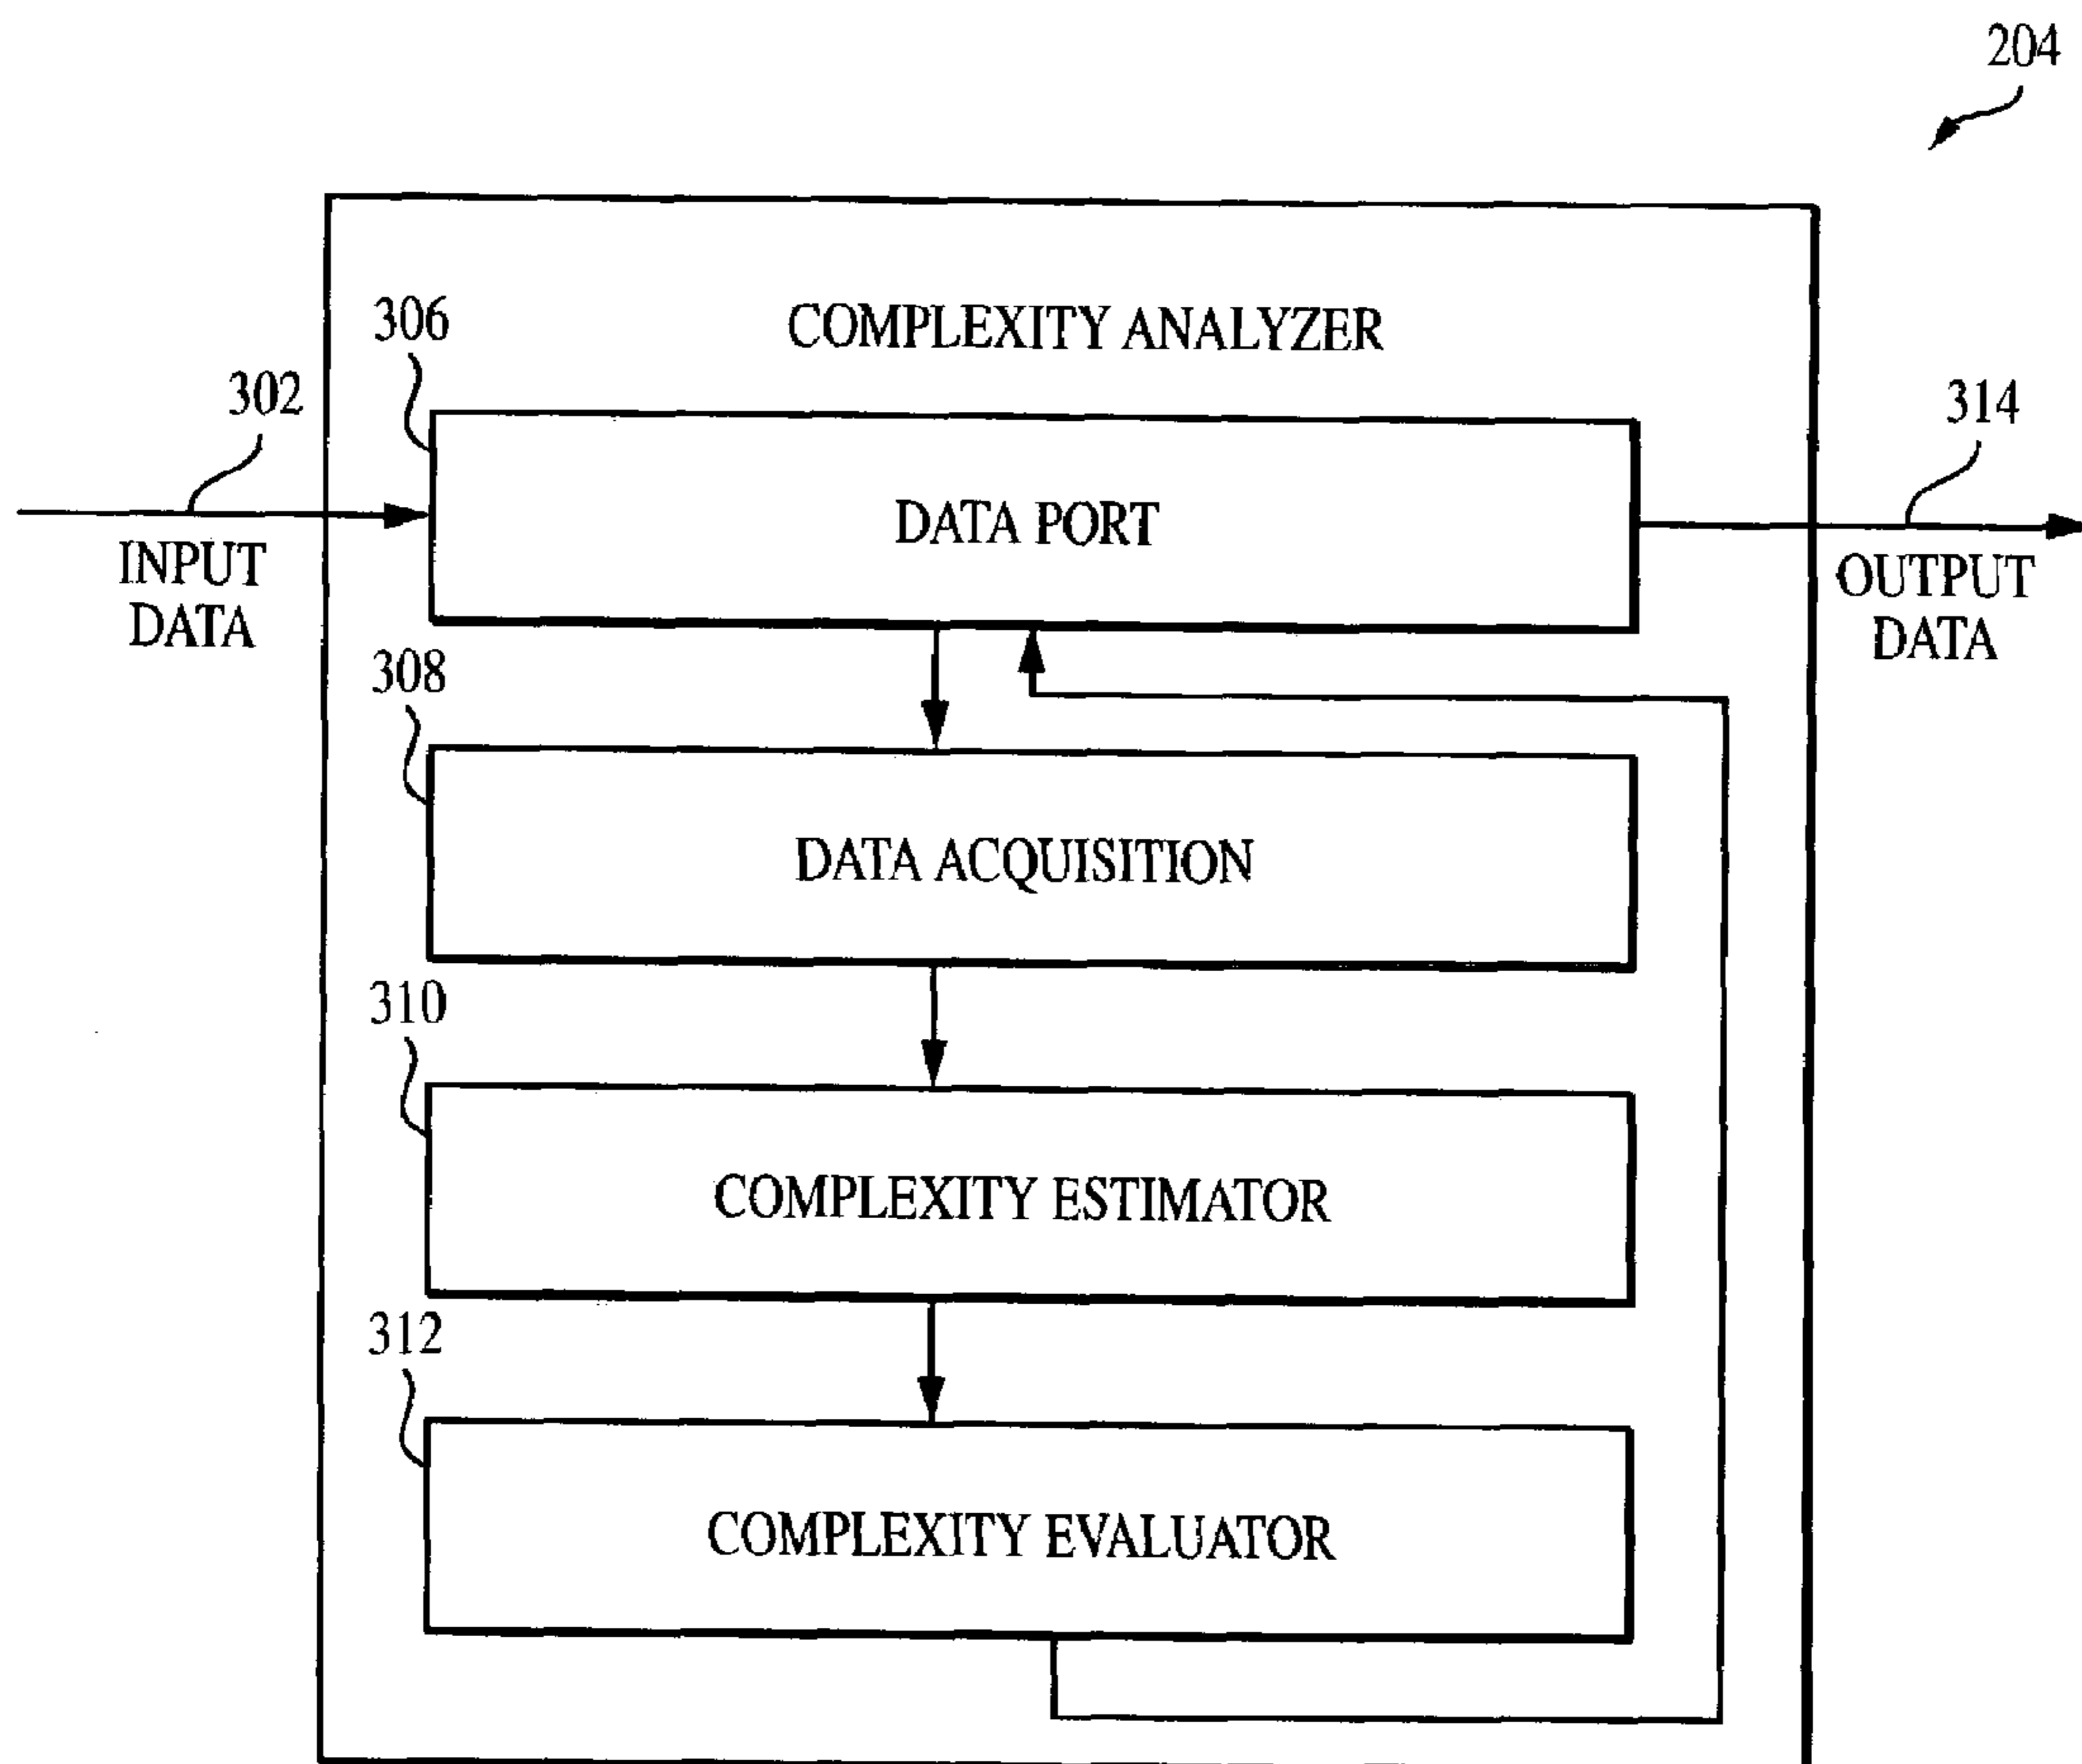 204
COMPLEXITY ANALYZER
306
302
314
DATA PORT
INPUT
DATA
OUTPUT
DATA
308
DATA ACQUISITION
310
COMPLEXITY ESTIMATOR
312
COMPLEXITY EVALUATOR